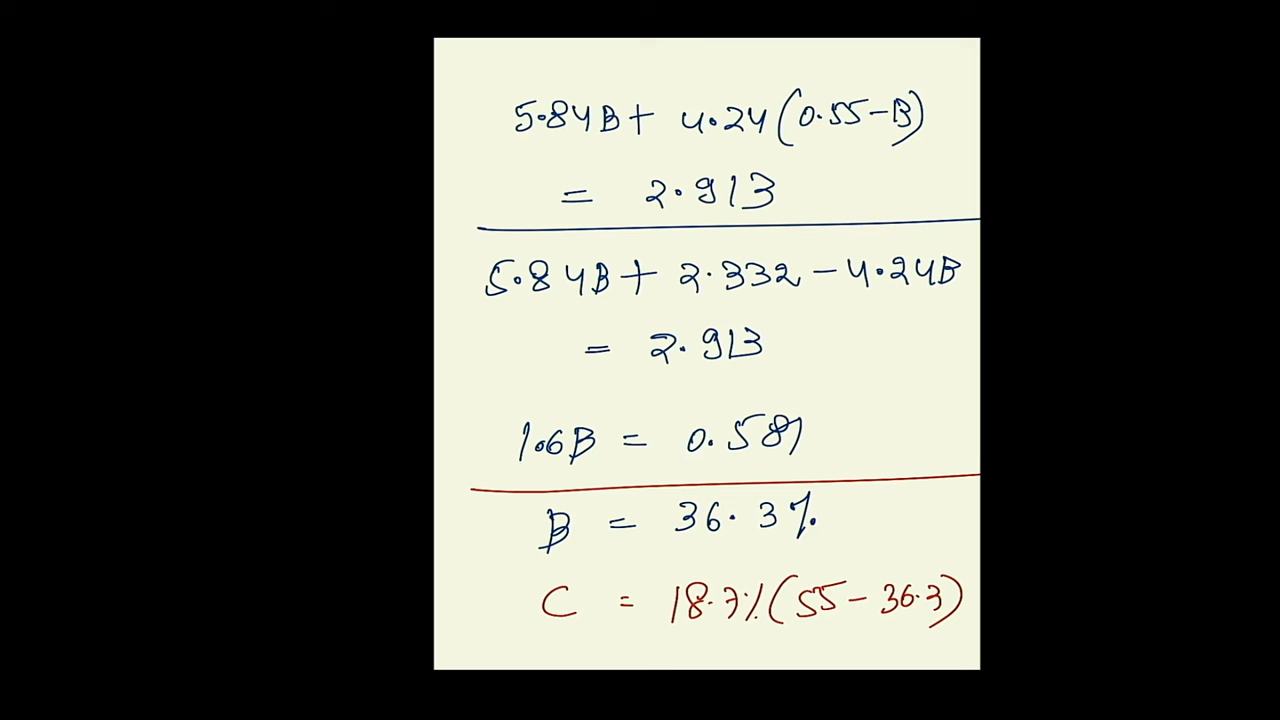 5.84B + 4.24(0.55-B)
= 2.913
5.84B + 2.332 - 4.24B
= 2.913
1.6B = 0.581
B = 36.3%
C = 18.7%(55-36.3)